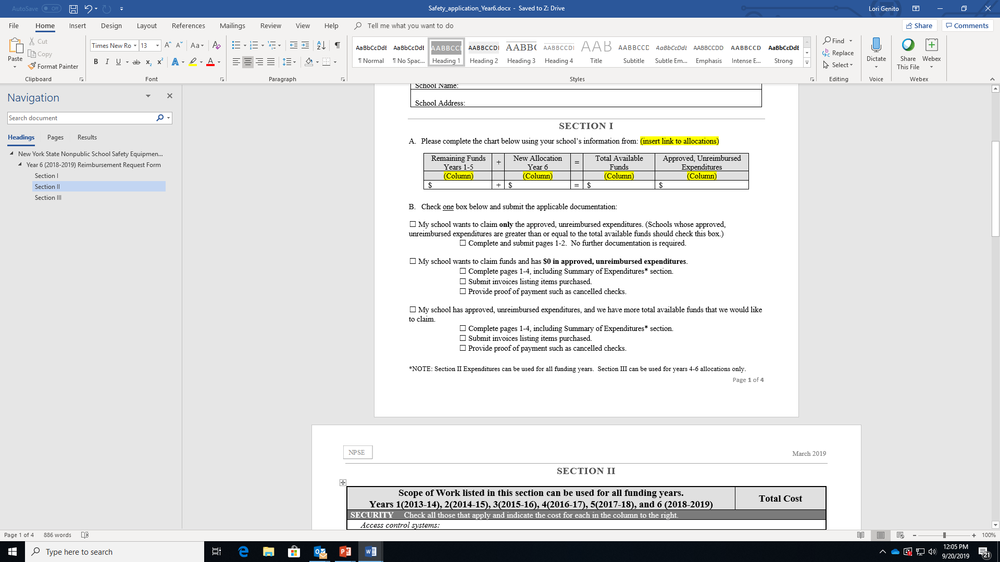 AutoSave Off
Safety_application_Year6.docx - Saved to Z: Drive
Lori Genito
File Home Insert Design Layout References Mailings Review View Help Tell me what you want to do
Share Comments
Paste
Cut
Copy
Format Painter
Clipboard
Times New Ro 13
Font
Paragraph
AaBbCcDdE AaBbCcDdE AABBCCI AABBCCDI AABBC AABBCCDI AAB AABBCCD AaBbCcDdI AABBCCDD AABBCCD AaBbCcDdE
¶ Normal ¶ No Spac... Heading 1 Heading 2 Heading 3 Heading 4 Title Subtitle Subtle Em... Emphasis Intense E... Strong
Styles
Find
Replace
Select
Editing
Dictate
Voice
Share This File
Webex
Webex
Navigation
Search document
Headings Pages Results
New York State Nonpublic School Safety Equipmen...
Year 6 (2018-2019) Reimbursement Request Form
Section I
Section II
Section III
School Name:
School Address:
SECTION I
A. Please complete the chart below using your school's information from: (insert link to allocations)
Remaining Funds Years 1-5 + New Allocation Year 6 = Total Available Funds Approved, Unreimbursed Expenditures
(Column) (Column) (Column) (Column)
$ + $ = $ $
B. Check one box below and submit the applicable documentation:
☐ My school wants to claim only the approved, unreimbursed expenditures. (Schools whose approved,
unreimbursed expenditures are greater than or equal to the total available funds should check this box.)
☐ Complete and submit pages 1-2. No further documentation is required.
☐ My school wants to claim funds and has $0 in approved, unreimbursed expenditures.
☐ Complete pages 1-4, including Summary of Expenditures* section.
☐ Submit invoices listing items purchased.
☐ Provide proof of payment such as cancelled checks.
☐ My school has approved, unreimbursed expenditures, and we have more total available funds that we would like
to claim.
☐ Complete pages 1-4, including Summary of Expenditures* section.
☐ Submit invoices listing items purchased.
☐ Provide proof of payment such as cancelled checks.
*NOTE: Section II Expenditures can be used for all funding years. Section III can be used for years 4-6 allocations only.
Page 1 of 4
NPSE
March 2019
SECTION II
Scope of Work listed in this section can be used for all funding years.
Years 1(2013-14), 2(2014-15), 3(2015-16), 4(2016-17), 5(2017-18), and 6 (2018-2019)
Total Cost
SECURITY Check all those that apply and indicate the cost for each in the column to the right.
Access control systems:
Page 1 of 4 886 words
100%
Type here to search
12:05 PM
9/20/2019
21